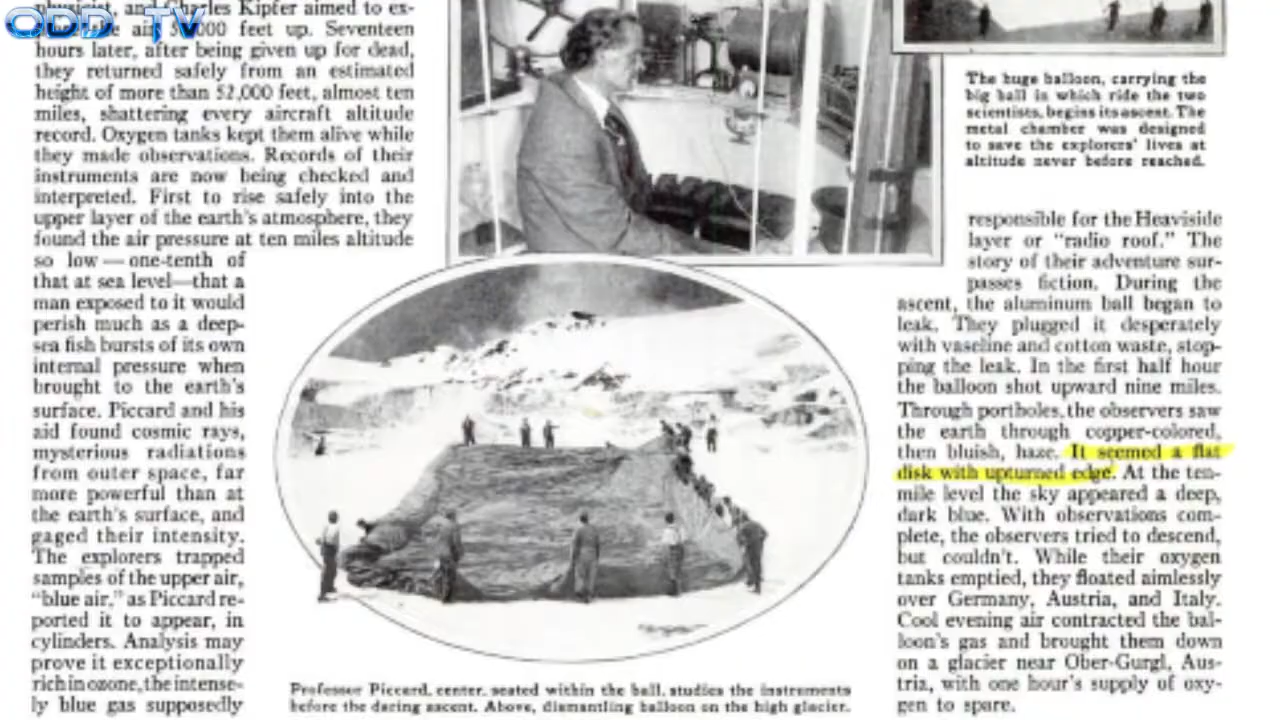 ODD TV
physicist, and Charles Kipfer aimed to ex-
air 50,000 feet up. Seventeen
hours later, after being given up for dead,
they returned safely from an estimated
height of more than 52,000 feet, almost ten
miles, shattering every aircraft altitude
record. Oxygen tanks kept them alive while
they made observations. Records of their
instruments are now being checked and
interpreted. First to rise safely into the
upper layer of the earth's atmosphere, they
found the air pressure at ten miles altitude
so low—one-tenth of
that at sea level—that a
man exposed to it would
perish much as a deep-
sea fish bursts of its own
internal pressure when
brought to the earth's
surface. Piccard and his
aid found cosmic rays,
mysterious radiations
from outer space, far
more powerful than at
the earth's surface, and
gaged their intensity.
The explorers trapped
samples of the upper air,
"blue air," as Piccard re-
ported it to appear, in
cylinders. Analysis may
prove it exceptionally
rich in ozone, the intense-
ly blue gas supposedly
Professor Piccard, center, seated within the ball, studies the instruments
before the daring ascent. Above, dismantling balloon on the high glacier.
The huge balloon, carrying the
big ball in which ride the two
scientists, begins its ascent. The
metal chamber was designed
to save the explorers' lives at
altitude never before reached.
responsible for the Heaviside
layer or "radio roof." The
story of their adventure sur-
passes fiction. During the
ascent, the aluminum ball began to
leak. They plugged it desperately
with vaseline and cotton waste, stop-
ping the leak. In the first half hour
the balloon shot upward nine miles.
Through portholes, the observers saw
the earth through copper-colored,
then bluish, haze. It seemed a flat
disk with upturned edge. At the ten-
mile level the sky appeared a deep,
dark blue. With observations com-
plete, the observers tried to descend,
but couldn't. While their oxygen
tanks emptied, they floated aimlessly
over Germany, Austria, and Italy.
Cool evening air contracted the bal-
loon's gas and brought them down
on a glacier near Ober-Gurgl, Aus-
tria, with one hour's supply of oxy-
gen to spare.